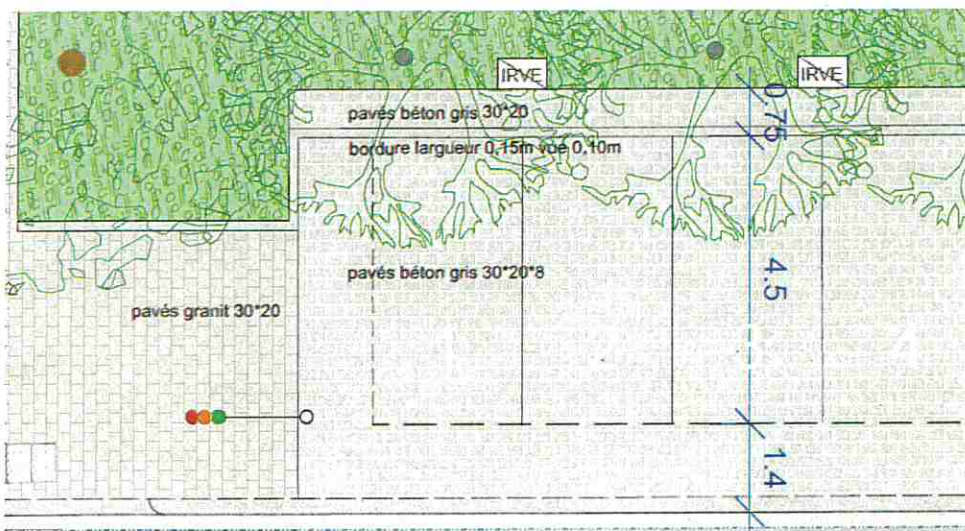 IRVE
IRVE
pavés béton gris 30*20
0.75
bordure largueur 0,15m vue 0,10m
pavés béton gris 30*20*8
4.5
pavés granit 30*20
1.4